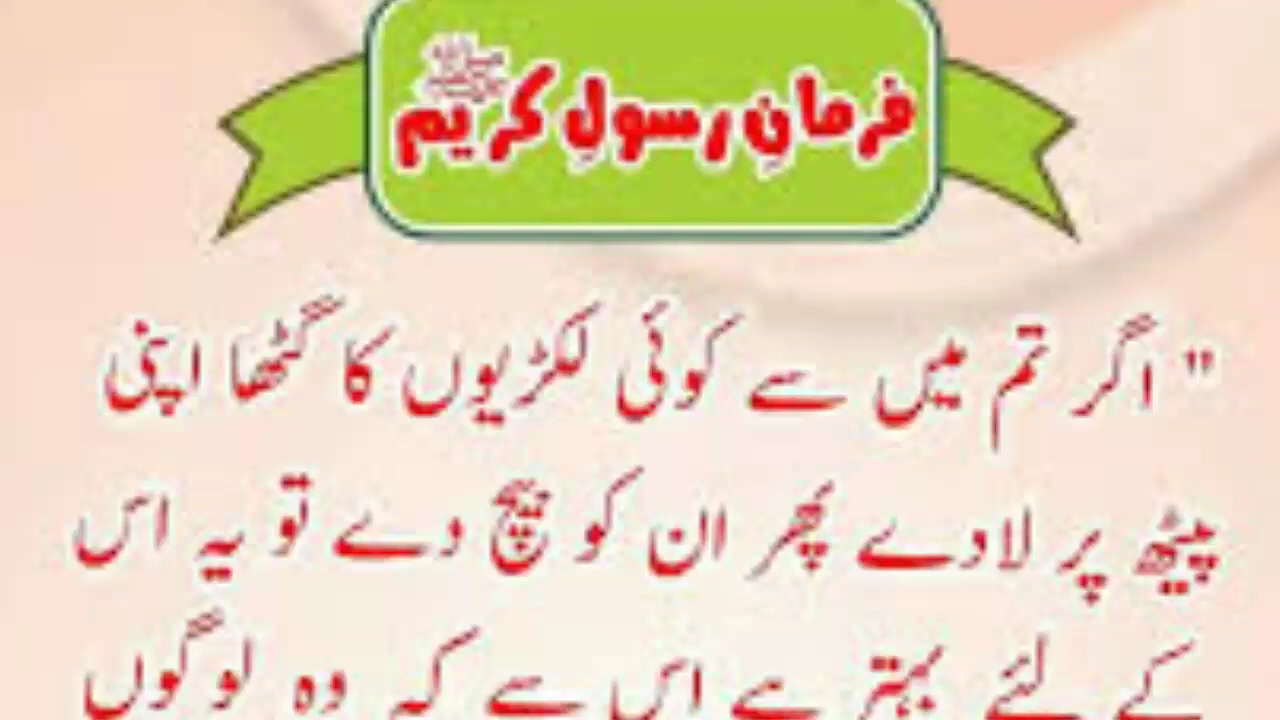 فرمانِ رسولِ کریم ﷺ
" اگر تم میں سے کوئی لکڑیوں کا گٹھا اپنی
پیٹھ پر لادے پھر ان کو بیچ دے تو یہ اس
کے لئے بہتر ہے اس سے کہ وہ لوگوں